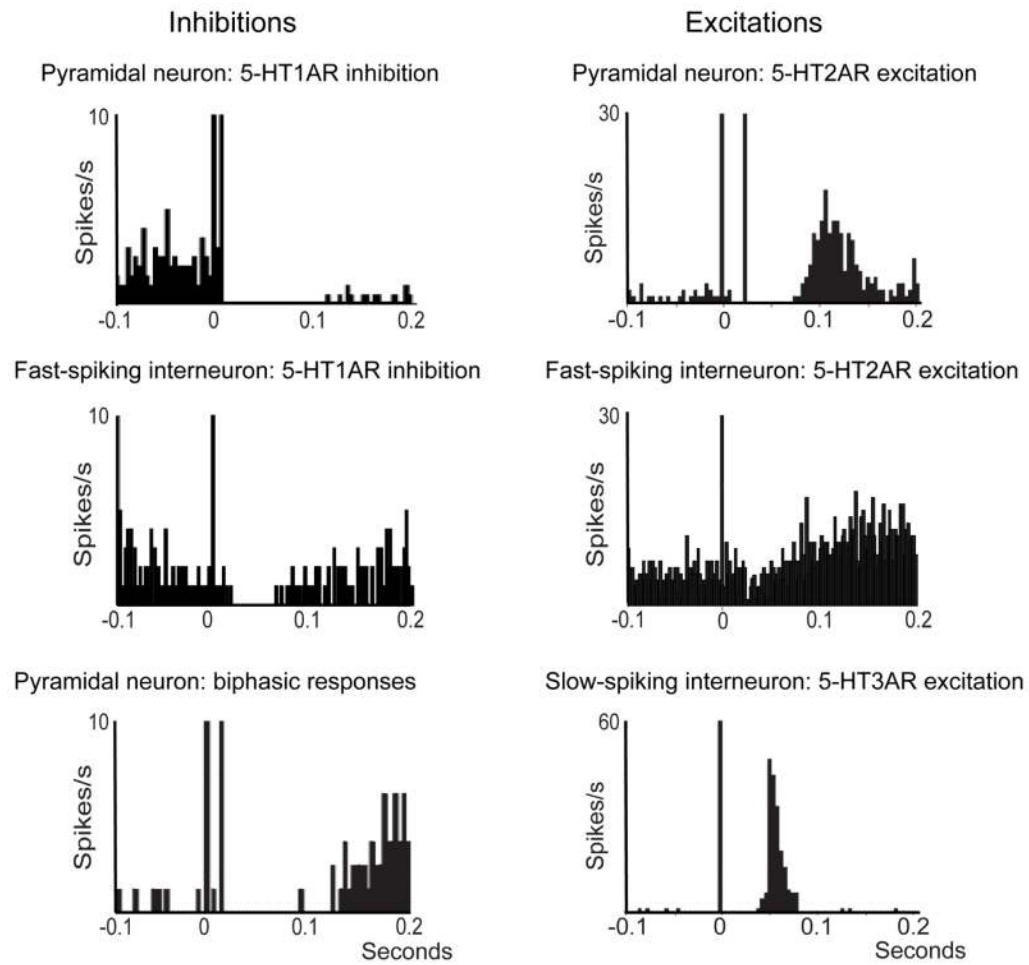 Inhibitions
Excitations
Pyramidal neuron: 5-HT1AR inhibition
Pyramidal neuron: 5-HT2AR excitation
10
Spikes/s
-0.1 0 0.1 0.2
30
Spikes/s
-0.1 0 0.1 0.2
Fast-spiking interneuron: 5-HT1AR inhibition
Fast-spiking interneuron: 5-HT2AR excitation
10
Spikes/s
-0.1 0 0.1 0.2
30
Spikes/s
-0.1 0 0.1 0.2
Pyramidal neuron: biphasic responses
Slow-spiking interneuron: 5-HT3AR excitation
10
Spikes/s
-0.1 0 0.1 0.2
Seconds
60
Spikes/s
-0.1 0 0.1 0.2
Seconds